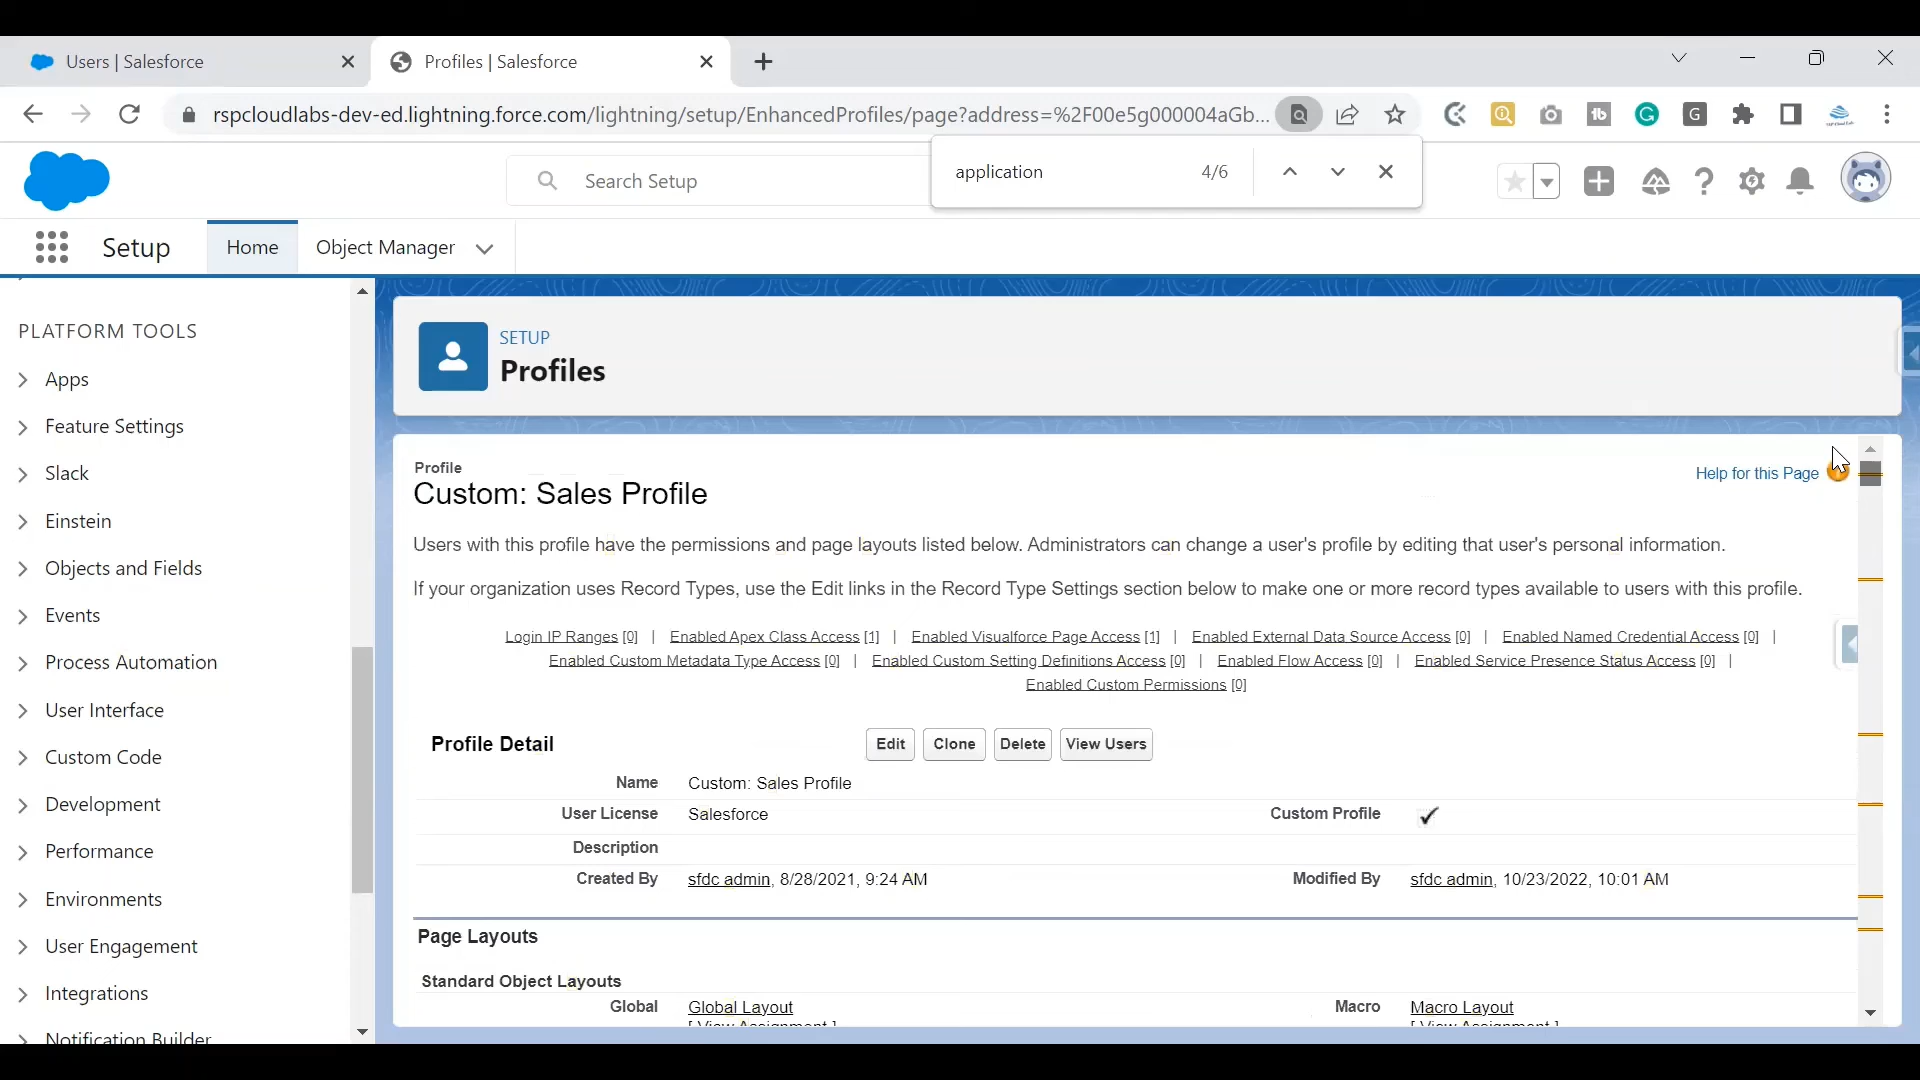 Users | Salesforce
Profiles | Salesforce
rspcloudlabs-dev-ed.lightning.force.com/lightning/setup/EnhancedProfiles/page?address=%2F00e5g000004aGb...
application 4/6
Search Setup
Setup Home Object Manager
PLATFORM TOOLS
Apps
Feature Settings
Slack
Einstein
Objects and Fields
Events
Process Automation
User Interface
Custom Code
Development
Performance
Environments
User Engagement
Integrations
Notification Builder
SETUP
Profiles
Profile
Custom: Sales Profile
Help for this Page
Users with this profile have the permissions and page layouts listed below. Administrators can change a user's profile by editing that user's personal information.
If your organization uses Record Types, use the Edit links in the Record Type Settings section below to make one or more record types available to users with this profile.
Login IP Ranges [0] | Enabled Apex Class Access [1] | Enabled Visualforce Page Access [1] | Enabled External Data Source Access [0] | Enabled Named Credential Access [0] |
Enabled Custom Metadata Type Access [0] | Enabled Custom Setting Definitions Access [0] | Enabled Flow Access [0] | Enabled Service Presence Status Access [0] |
Enabled Custom Permissions [0]
Profile Detail Edit Clone Delete View Users
Name Custom: Sales Profile
User License Salesforce Custom Profile ✓
Description
Created By sfdc admin, 8/28/2021, 9:24 AM Modified By sfdc admin, 10/23/2022, 10:01 AM
Page Layouts
Standard Object Layouts
Global Global Layout Macro Macro Layout
[ View Assignment ] [ View Assignment ]